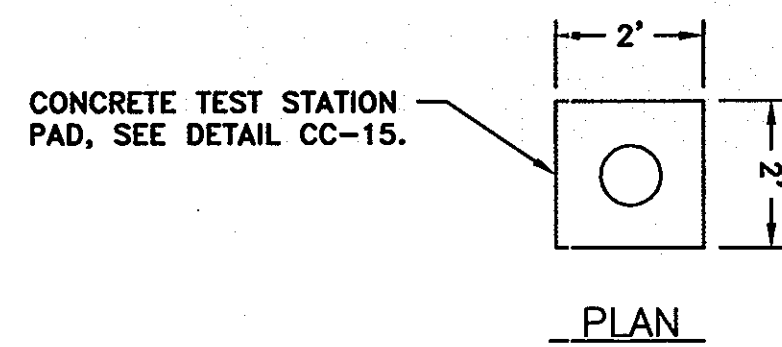 2'
CONCRETE TEST STATION
PAD, SEE DETAIL CC-15.
2'
PLAN